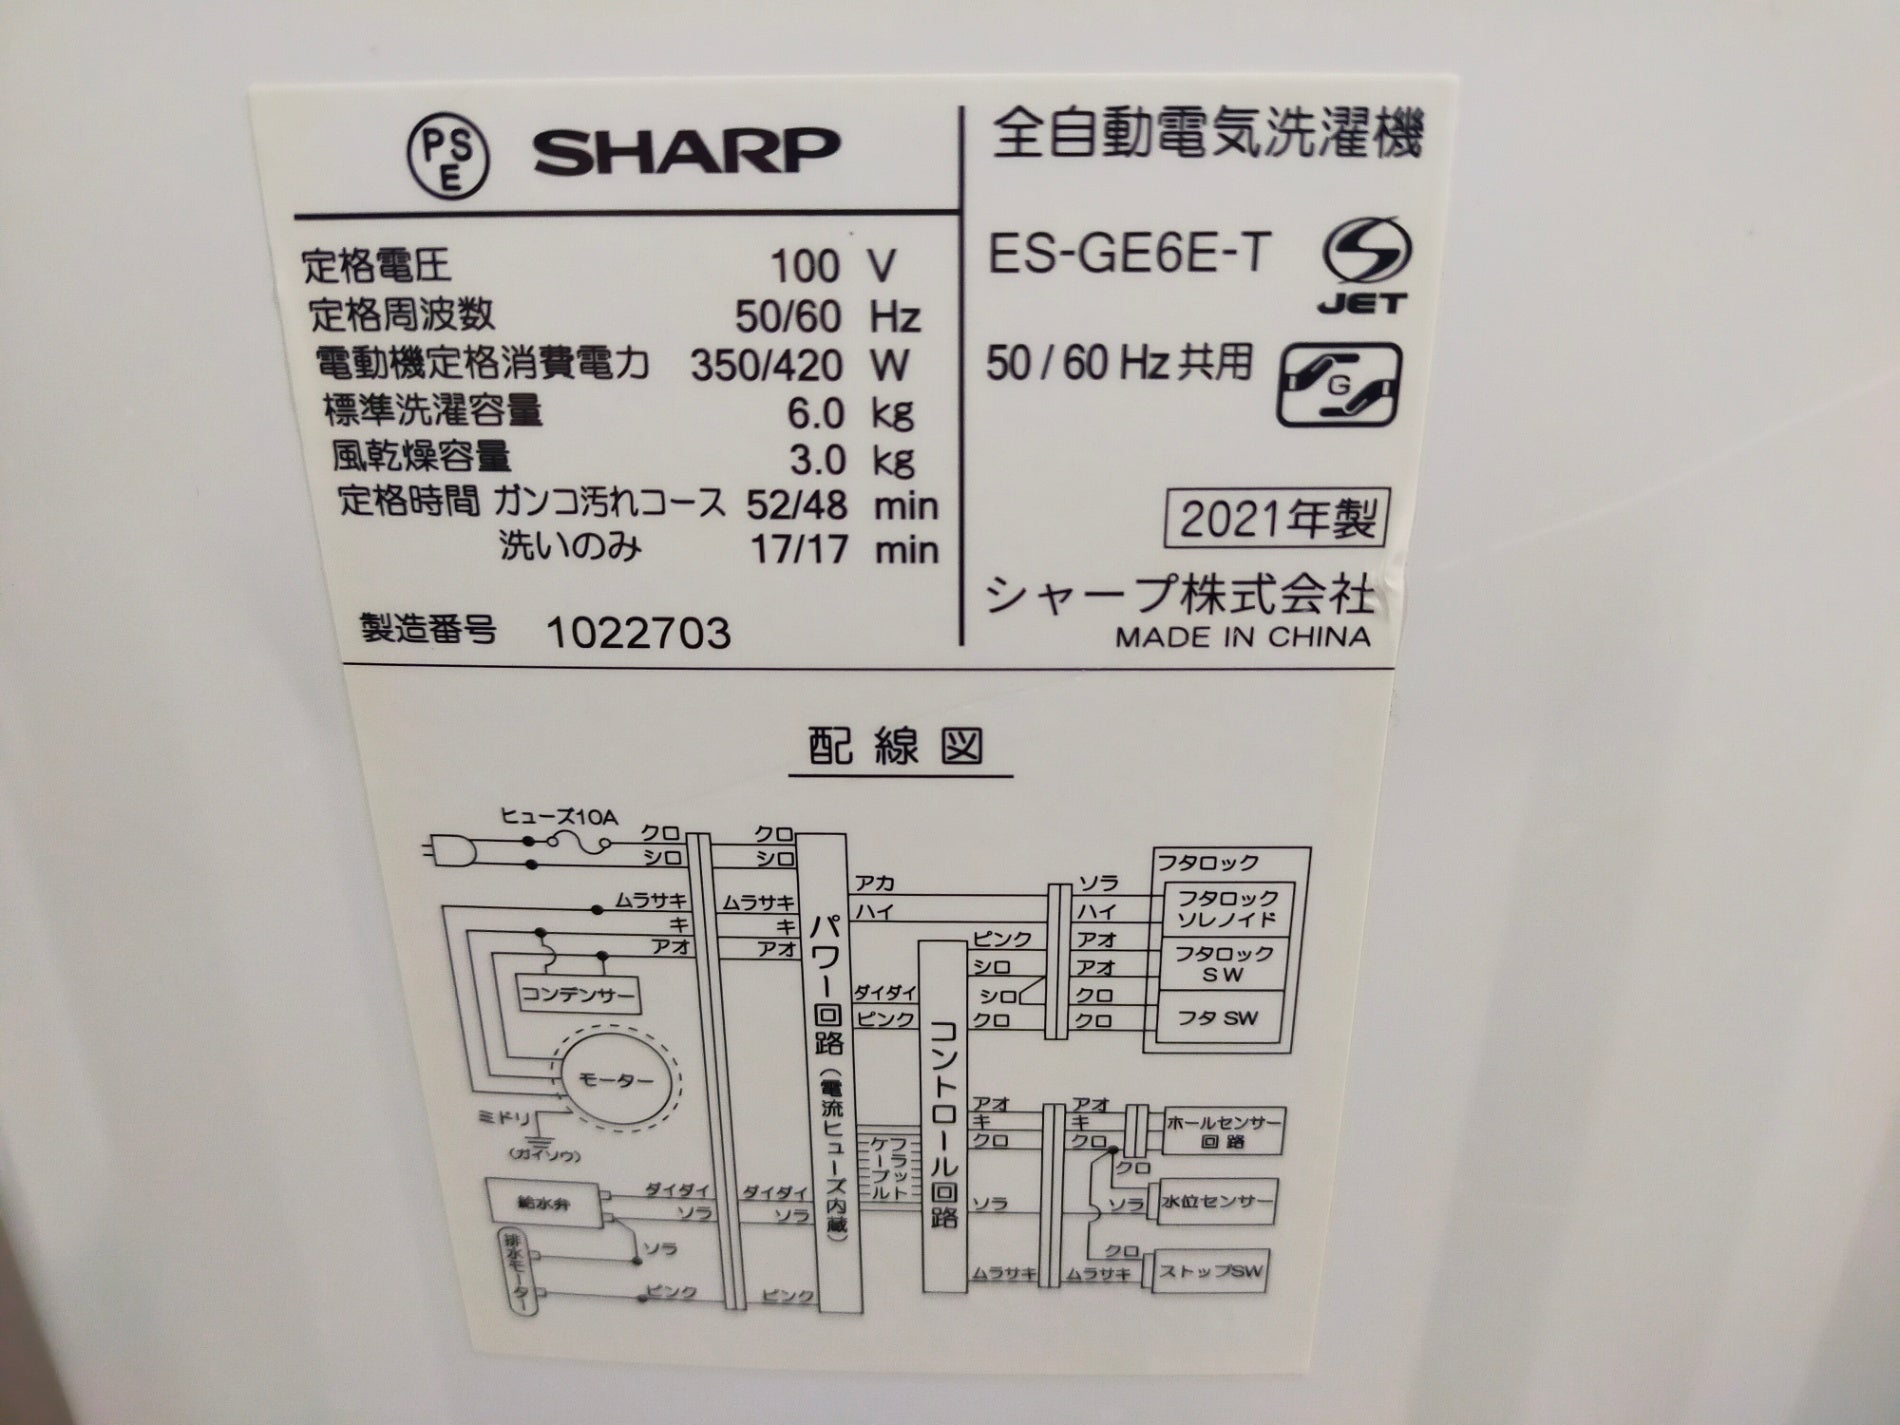 PSE SHARP
定格電圧 100 V
定格周波数 50/60 Hz
電動機定格消費電力 350/420 W
標準洗濯容量 6.0 kg
風乾燥容量 3.0 kg
定格時間 ガンコ汚れコース 52/48 min
洗いのみ 17/17 min
製造番号 1022703
全自動電気洗濯機
ES-GE6E-T
JET
50/60Hz共用
G
2021年製
シャープ株式会社
MADE IN CHINA
配線図
ヒューズ10A
クロ
シロ
ムラサキ
キ
アオ
コンデンサー
モーター
ミドリ
(ガイソウ)
給水弁
ダイダイ
ソラ
ソラ
排水モーター
ピンク
クロ
シロ
ムラサキ
キ
アオ
ダイダイ
ソラ
ピンク
パワー回路(電流ヒューズ内蔵)
アカ
ハイ
ダイダイ
ピンク
フラット
ケーブル
コントロール回路
ピンク
シロ
シロ
クロ
アオ
キ
クロ
ソラ
ムラサキ
ソラ
ハイ
アオ
アオ
クロ
クロ
フタロック
フタロック
ソレノイド
フタロック
SW
フタSW
アオ
キ
クロ
クロ
ソラ
クロ
ムラサキ
ホールセンサー
回路
水位センサー
ストップSW